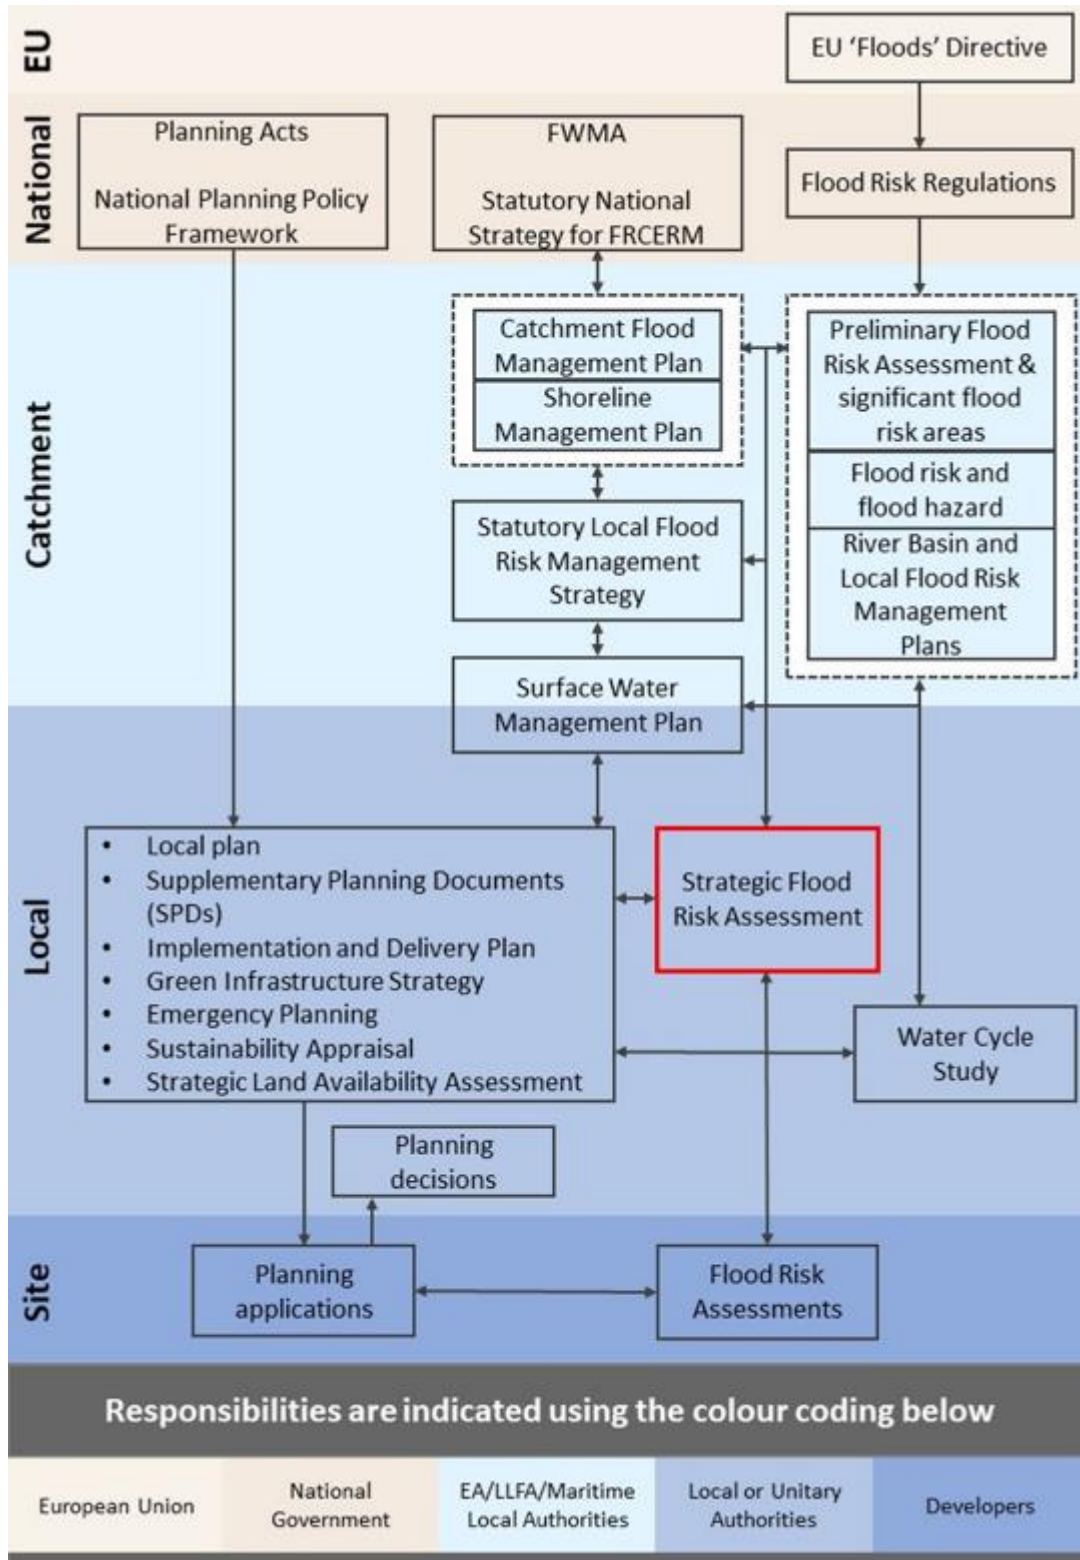 EU
EU ‘Floods’ Directive
National
Planning Acts
National Planning Policy
Framework
FWMA
Statutory National
Strategy for FRCERM
Flood Risk Regulations
Catchment
Catchment Flood
Management Plan
Shoreline
Management Plan
Preliminary Flood
Risk Assessment &
significant flood
risk areas
Flood risk and
flood hazard
River Basin and
Local Flood Risk
Management
Plans
Statutory Local Flood
Risk Management
Strategy
Surface Water
Management Plan
Local
• Local plan
• Supplementary Planning Documents
(SPDs)
• Implementation and Delivery Plan
• Green Infrastructure Strategy
• Emergency Planning
• Sustainability Appraisal
• Strategic Land Availability Assessment
Strategic Flood
Risk Assessment
Water Cycle
Study
Planning
decisions
Site
Planning
applications
Flood Risk
Assessments
Responsibilities are indicated using the colour coding below
European Union
National
Government
EA/LLFA/Maritime
Local Authorities
Local or Unitary
Authorities
Developers